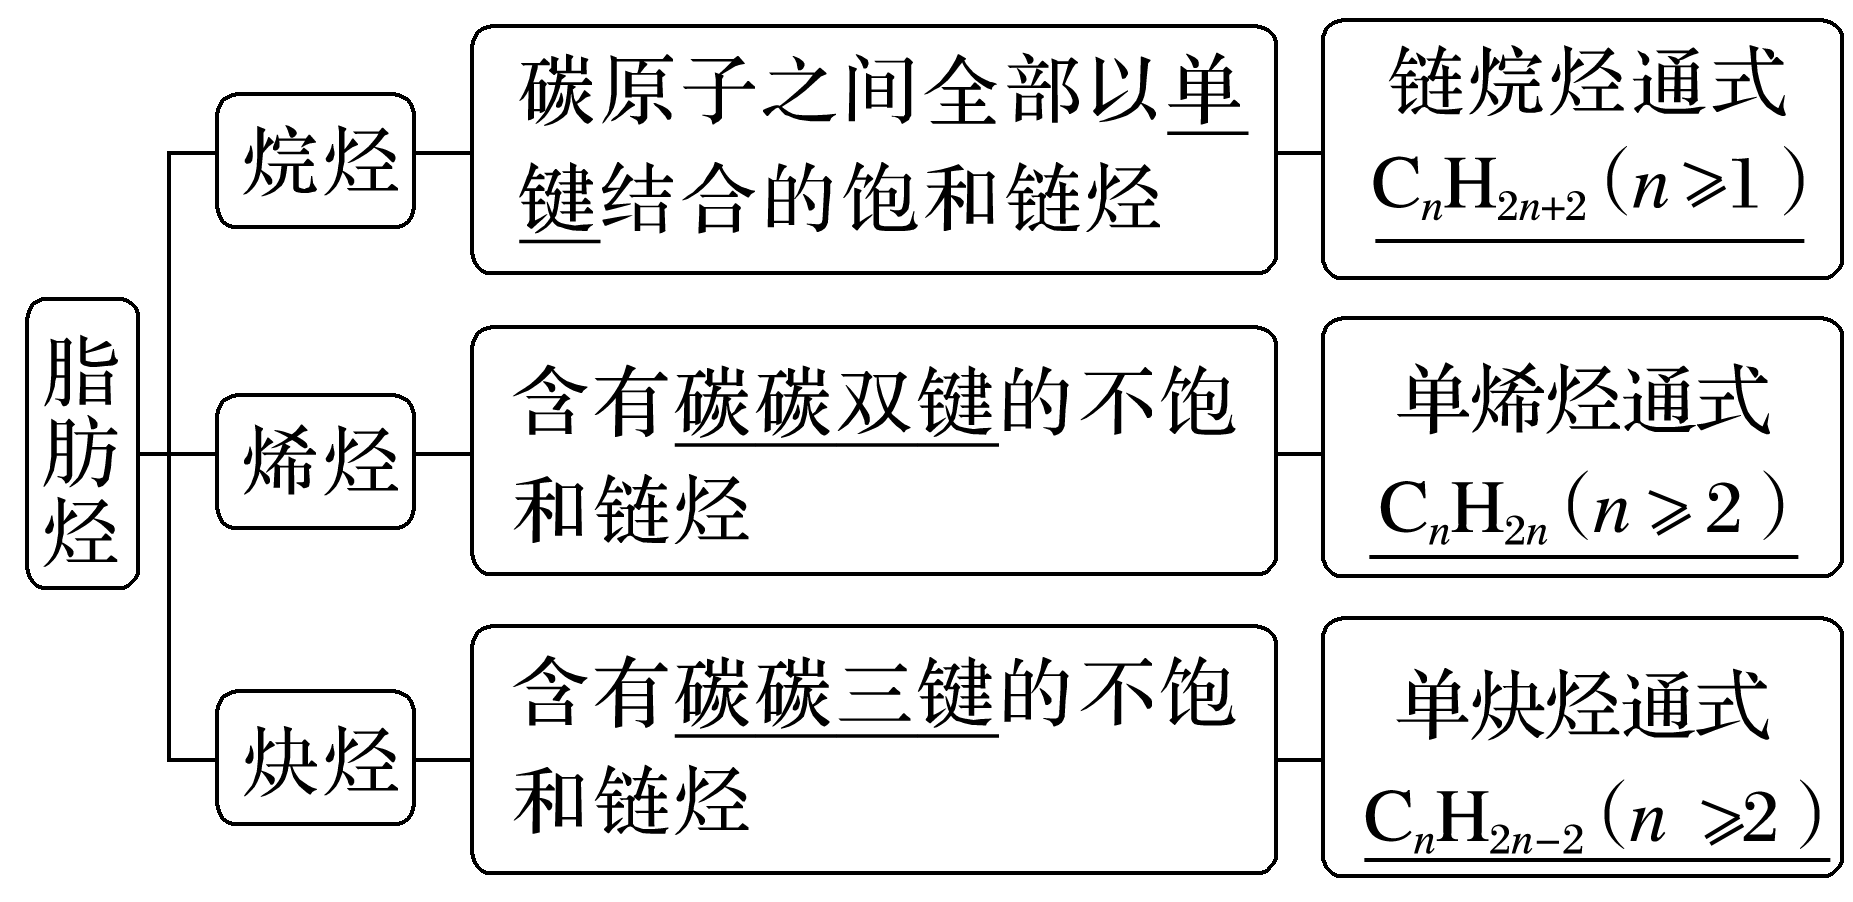 脂肪烃
烷烃
碳原子之间全部以单
键结合的饱和链烃
链烷烃通式
CₙH₂ₙ₊₂(n⩾1)
烯烃
含有碳碳双键的不饱
和链烃
单烯烃通式
CₙH₂ₙ(n⩾2)
炔烃
含有碳碳三键的不饱
和链烃
单炔烃通式
CₙH₂ₙ₋₂(n⩾2)